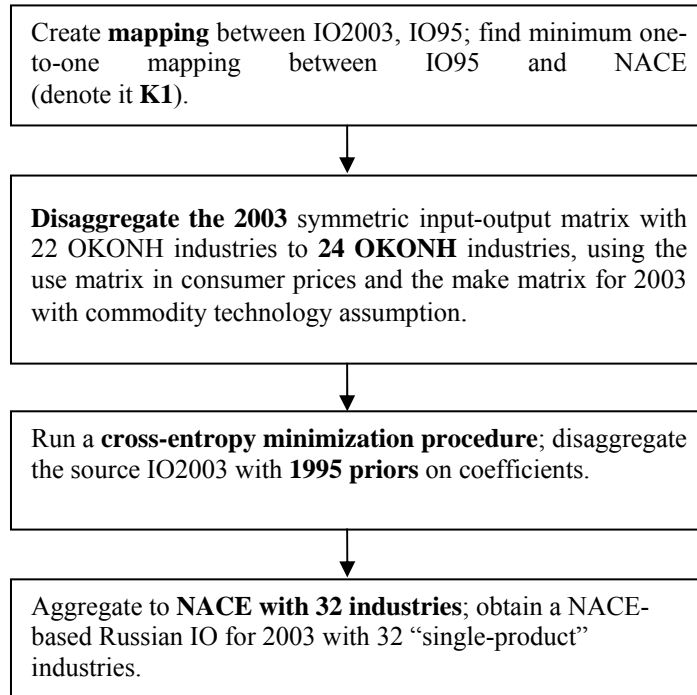 Create mapping between IO2003, IO95; find minimum one-
to-one mapping between IO95 and NACE
(denote it K1).
Disaggregate the 2003 symmetric input-output matrix with
22 OKONH industries to 24 OKONH industries, using the
use matrix in consumer prices and the make matrix for 2003
with commodity technology assumption.
Run a cross-entropy minimization procedure; disaggregate
the source IO2003 with 1995 priors on coefficients.
Aggregate to NACE with 32 industries; obtain a NACE-
based Russian IO for 2003 with 32 “single-product”
industries.